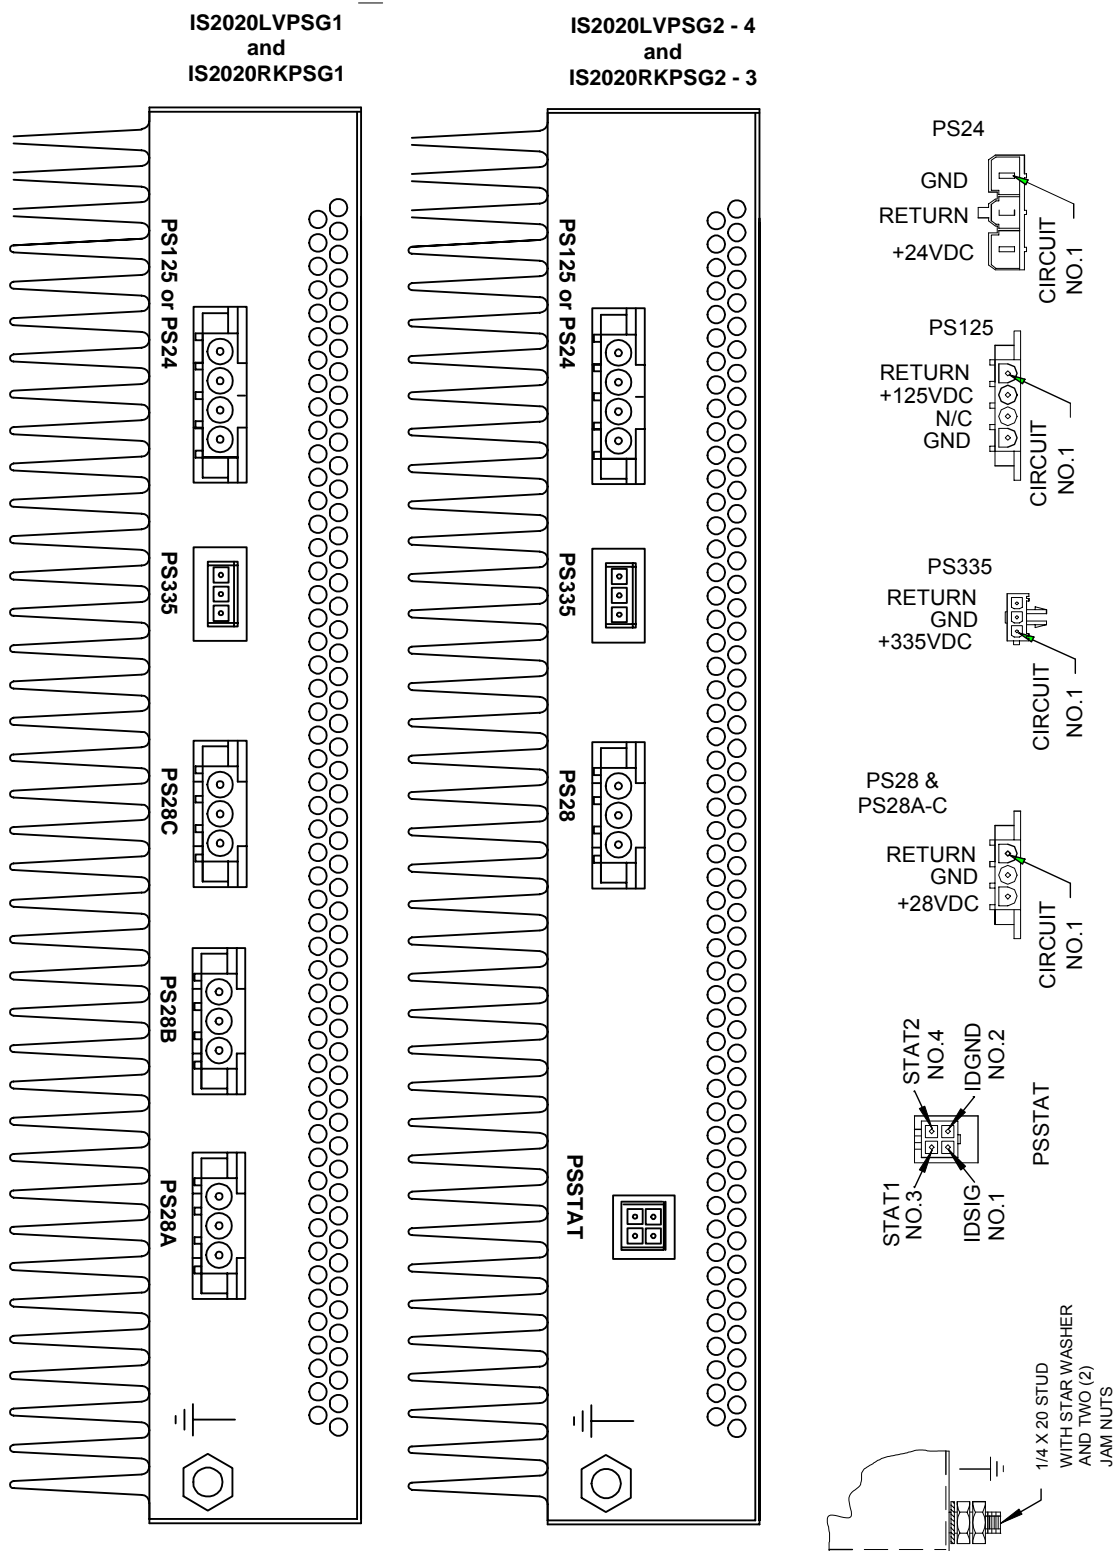 IS2020LVPSG1
and
IS2020RKPSG1
IS2020LVPSG2 - 4
and
IS2020RKPSG2 - 3
PS125 or PS24
PS335
PS28C
PS28B
PS28A
PS125 or PS24
PS335
PS28
PSSTAT
PS24
GND
RETURN
+24VDC
CIRCUIT
NO.1
PS125
RETURN
+125VDC
N/C
GND
CIRCUIT
NO.1
PS335
RETURN
GND
+335VDC
CIRCUIT
NO.1
PS28 &
PS28A-C
RETURN
GND
+28VDC
CIRCUIT
NO.1
STAT2
NO.4
IDGND
NO.2
STAT1
NO.3
IDSIG
NO.1
PSSTAT
1/4 X 20 STUD
WITH STAR WASHER
AND TWO (2)
JAM NUTS